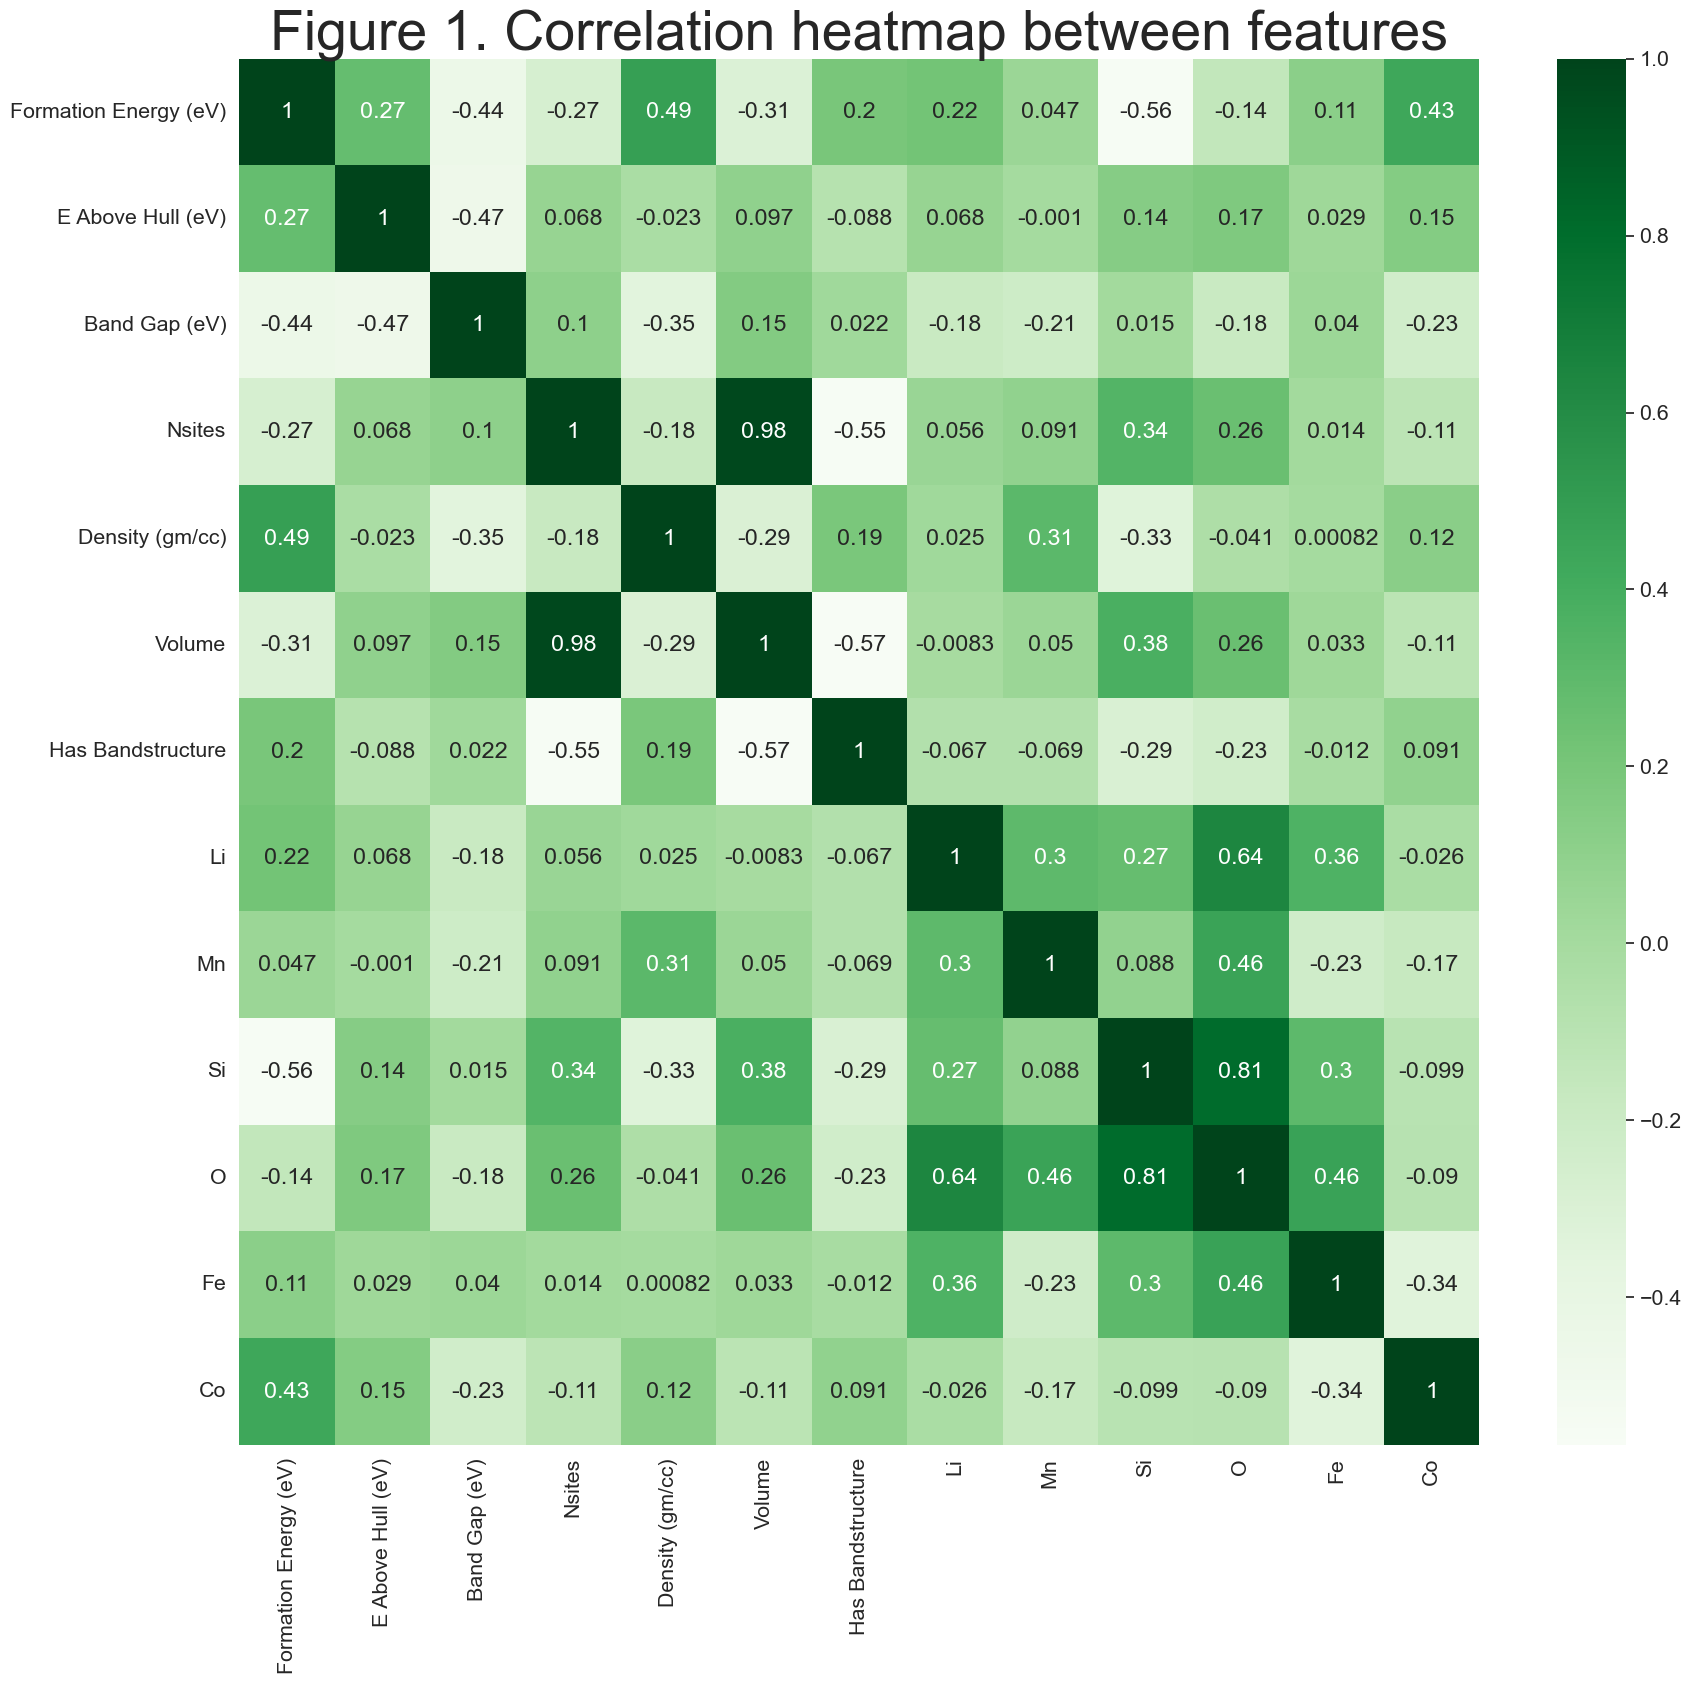 Figure 1. Correlation heatmap between features
Formation Energy (eV) 1 0.27 -0.44 -0.27 0.49 -0.31 0.2 0.22 0.047 -0.56 -0.14 0.11 0.43
E Above Hull (eV) 0.27 1 -0.47 0.068 -0.023 0.097 -0.088 0.068 -0.001 0.14 0.17 0.029 0.15
Band Gap (eV) -0.44 -0.47 1 0.1 -0.35 0.15 0.022 -0.18 -0.21 0.015 -0.18 0.04 -0.23
Nsites -0.27 0.068 0.1 1 -0.18 0.98 -0.55 0.056 0.091 0.34 0.26 0.014 -0.11
Density (gm/cc) 0.49 -0.023 -0.35 -0.18 1 -0.29 0.19 0.025 0.31 -0.33 -0.041 0.00082 0.12
Volume -0.31 0.097 0.15 0.98 -0.29 1 -0.57 -0.0083 0.05 0.38 0.26 0.033 -0.11
Has Bandstructure 0.2 -0.088 0.022 -0.55 0.19 -0.57 1 -0.067 -0.069 -0.29 -0.23 -0.012 0.091
Li 0.22 0.068 -0.18 0.056 0.025 -0.0083 -0.067 1 0.3 0.27 0.64 0.36 -0.026
Mn 0.047 -0.001 -0.21 0.091 0.31 0.05 -0.069 0.3 1 0.088 0.46 -0.23 -0.17
Si -0.56 0.14 0.015 0.34 -0.33 0.38 -0.29 0.27 0.088 1 0.81 0.3 -0.099
O -0.14 0.17 -0.18 0.26 -0.041 0.26 -0.23 0.64 0.46 0.81 1 0.46 -0.09
Fe 0.11 0.029 0.04 0.014 0.00082 0.033 -0.012 0.36 -0.23 0.3 0.46 1 -0.34
Co 0.43 0.15 -0.23 -0.11 0.12 -0.11 0.091 -0.026 -0.17 -0.099 -0.09 -0.34 1
Formation Energy (eV)
E Above Hull (eV)
Band Gap (eV)
Nsites
Density (gm/cc)
Volume
Has Bandstructure
Li
Mn
Si
O
Fe
Co
1.0
0.8
0.6
0.4
0.2
0.0
−0.2
−0.4